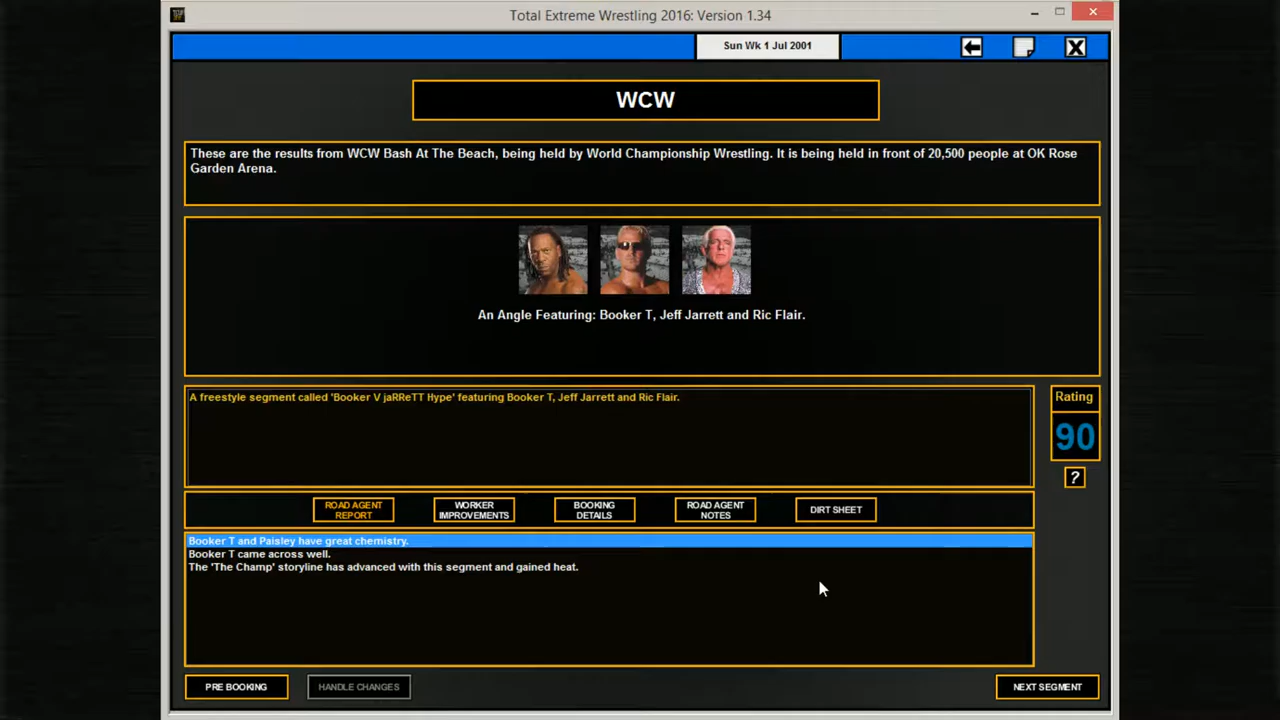 Total Extreme Wrestling 2016: Version 1.34
Sun Wk 1 Jul 2001
WCW
These are the results from WCW Bash At The Beach, being held by World Championship Wrestling. It is being held in front of 20,500 people at OK Rose
Garden Arena.
An Angle Featuring: Booker T, Jeff Jarrett and Ric Flair.
A freestyle segment called 'Booker V jaRReTT Hype' featuring Booker T, Jeff Jarrett and Ric Flair.
Rating
90
?
ROAD AGENT
REPORT
WORKER
IMPROVEMENTS
BOOKING
DETAILS
ROAD AGENT
NOTES
DIRT SHEET
Booker T and Paisley have great chemistry.
Booker T came across well.
The 'The Champ' storyline has advanced with this segment and gained heat.
PRE BOOKING
HANDLE CHANGES
NEXT SEGMENT